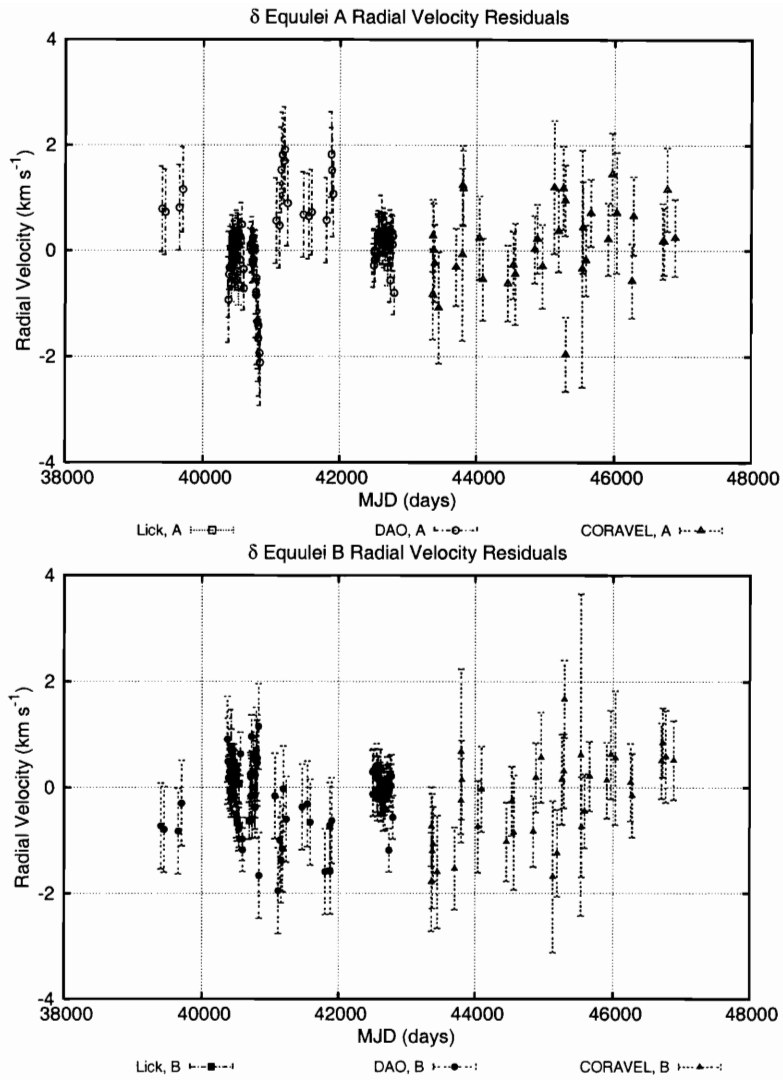 δ Equulei A Radial Velocity Residuals
4
2
0
-2
-4
Radial Velocity (km s⁻¹)
38000 40000 42000 44000 46000 48000
MJD (days)
Lick, A DAO, A CORAVEL, A
δ Equulei B Radial Velocity Residuals
4
2
0
-2
-4
Radial Velocity (km s⁻¹)
38000 40000 42000 44000 46000 48000
MJD (days)
Lick, B DAO, B CORAVEL, B